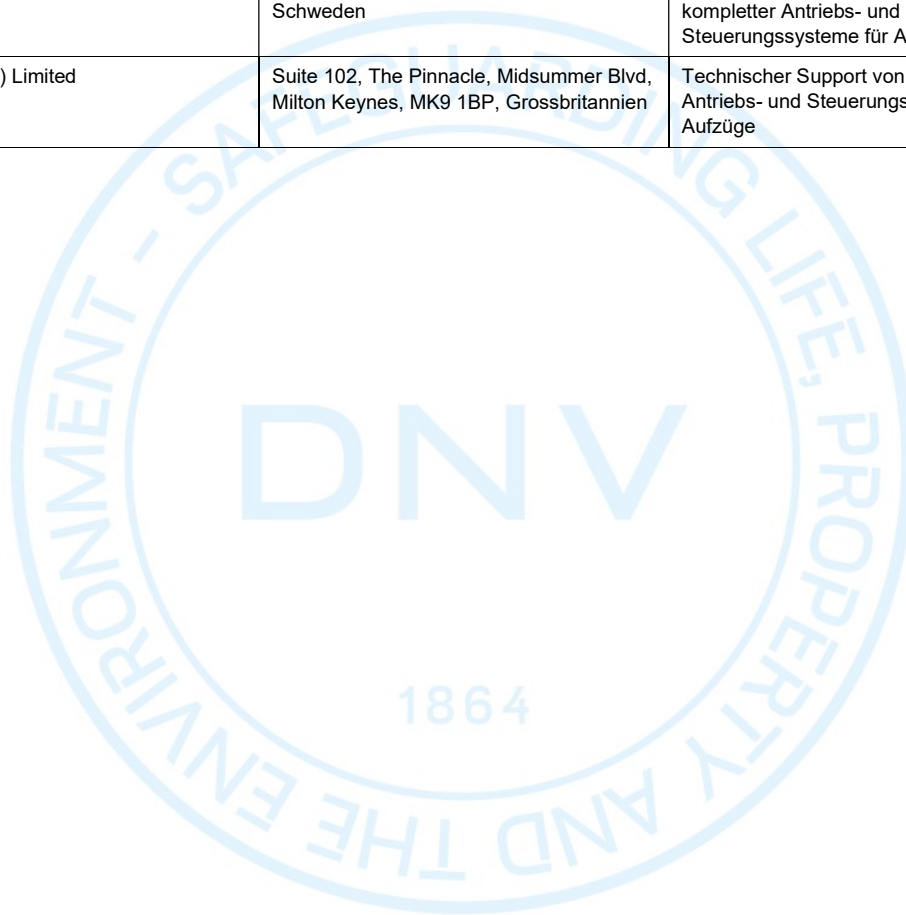 Schweden
kompletter Antriebs- und
Steuerungssysteme für A
) Limited
Suite 102, The Pinnacle, Midsummer Blvd,
Milton Keynes, MK9 1BP, Grossbritannien
Technischer Support von
Antriebs- und Steuerungs
Aufzüge
SAFEGUARDING LIFE, PROPERTY AND THE ENVIRONMENT -
DNV
1864